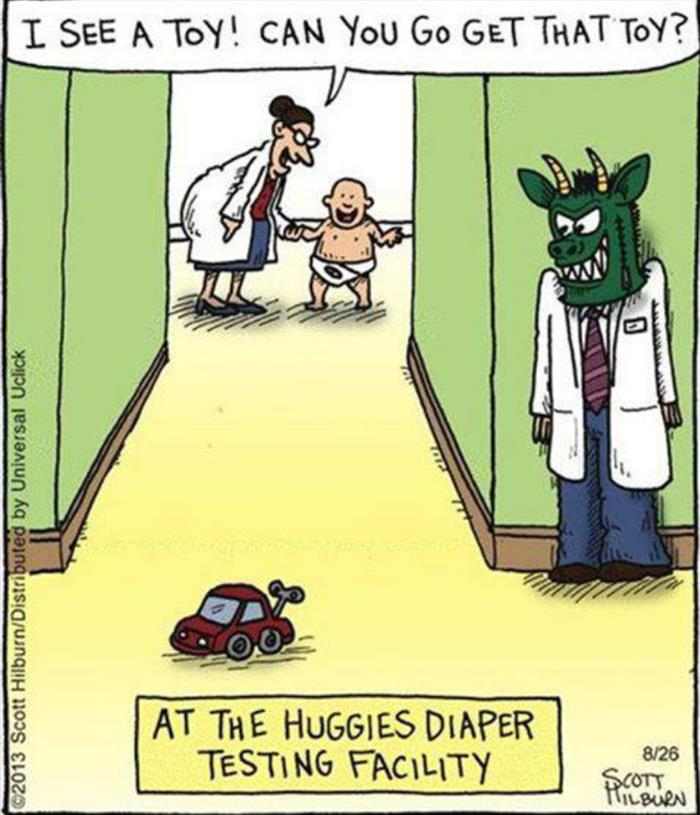 I SEE A TOY! CAN YOU GO GET THAT TOY?
©2013 Scott Hilburn/Distributed by Universal Uclick
AT THE HUGGIES DIAPER
TESTING FACILITY
8/26
SCOTT
HILBURN